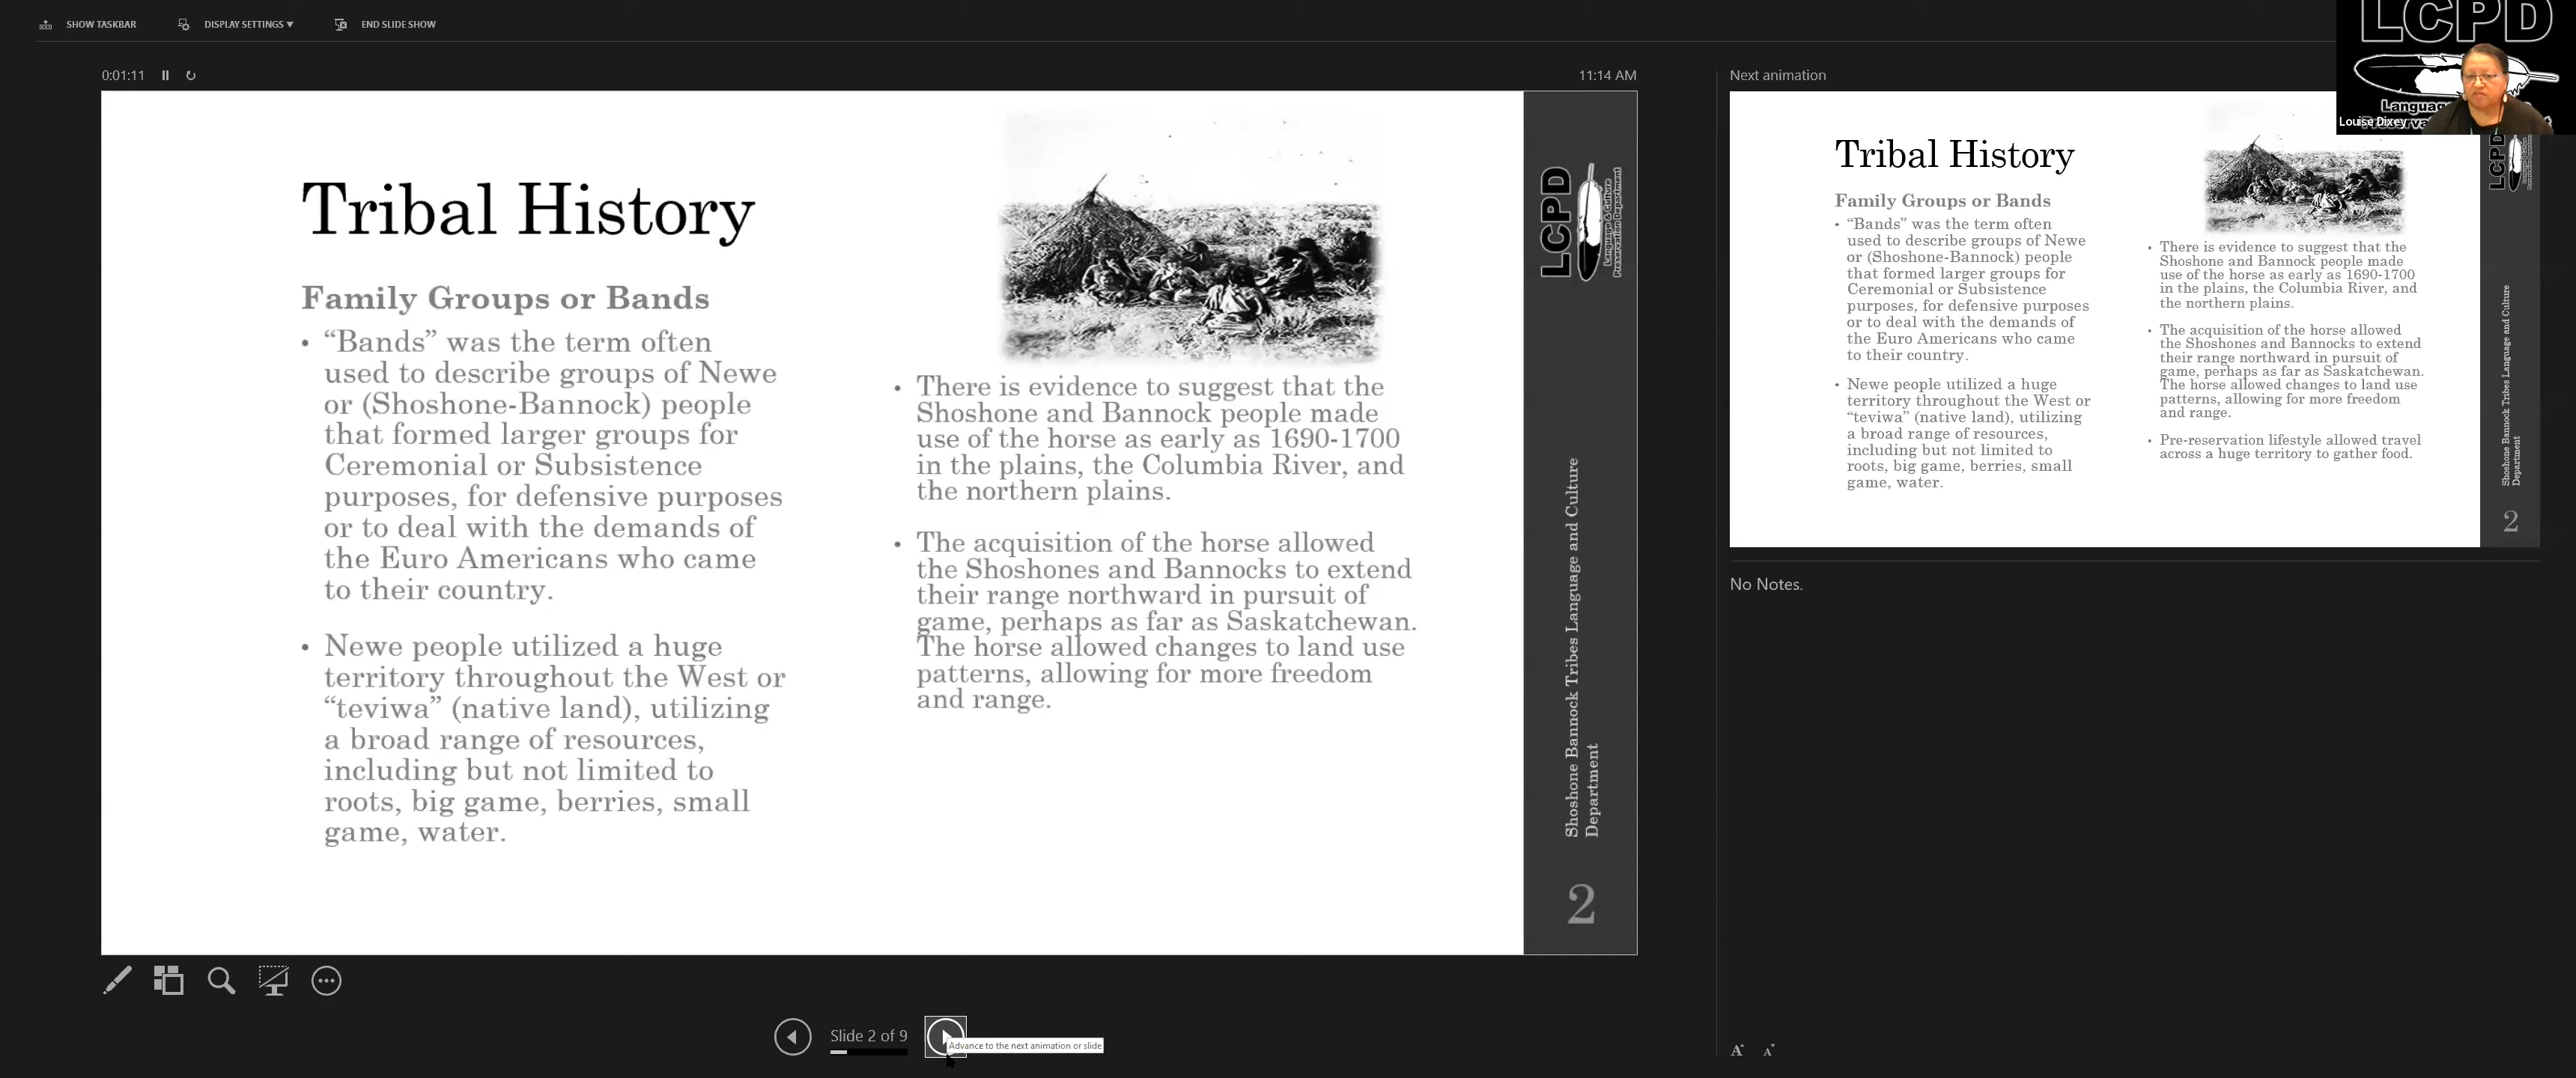 SHOW TASKBAR
DISPLAY SETTINGS ▼
END SLIDE SHOW
0:01:11
11:14 AM
Tribal History
Family Groups or Bands
• “Bands” was the term often
used to describe groups of Newe
or (Shoshone-Bannock) people
that formed larger groups for
Ceremonial or Subsistence
purposes, for defensive purposes
or to deal with the demands of
the Euro Americans who came
to their country.
• Newe people utilized a huge
territory throughout the West or
“teviwa” (native land), utilizing
a broad range of resources,
including but not limited to
roots, big game, berries, small
game, water.
• There is evidence to suggest that the
Shoshone and Bannock people made
use of the horse as early as 1690-1700
in the plains, the Columbia River, and
the northern plains.
• The acquisition of the horse allowed
the Shoshones and Bannocks to extend
their range northward in pursuit of
game, perhaps as far as Saskatchewan.
The horse allowed changes to land use
patterns, allowing for more freedom
and range.
LCPD
Language & Culture
Preservation Department
Shoshone Bannock Tribes Language and Culture
Department
2
Slide 2 of 9
Advance to the next animation or slide
Next animation
Tribal History
Family Groups or Bands
• “Bands” was the term often
used to describe groups of Newe
or (Shoshone-Bannock) people
that formed larger groups for
Ceremonial or Subsistence
purposes, for defensive purposes
or to deal with the demands of
the Euro Americans who came
to their country.
• Newe people utilized a huge
territory throughout the West or
“teviwa” (native land), utilizing
a broad range of resources,
including but not limited to
roots, big game, berries, small
game, water.
• There is evidence to suggest that the
Shoshone and Bannock people made
use of the horse as early as 1690-1700
in the plains, the Columbia River, and
the northern plains.
• The acquisition of the horse allowed
the Shoshones and Bannocks to extend
their range northward in pursuit of
game, perhaps as far as Saskatchewan.
The horse allowed changes to land use
patterns, allowing for more freedom
and range.
• Pre-reservation lifestyle allowed travel
across a huge territory to gather food.
LCPD
Shoshone Bannock Tribes Language and Culture
Department
2
No Notes.
A A
LCPD
Louise Dixey